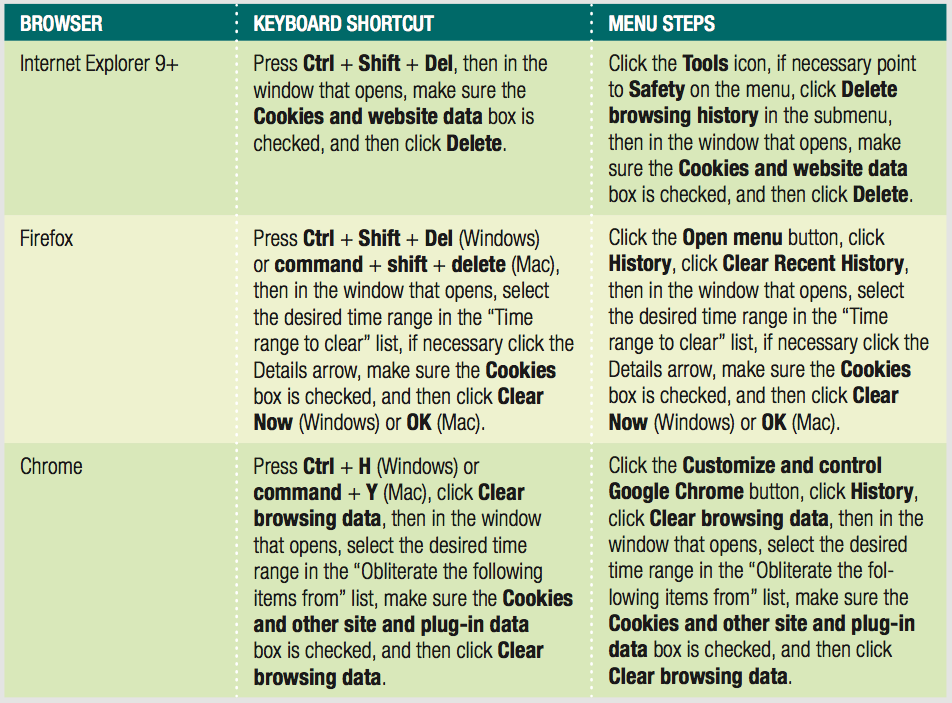 BROWSER KEYBOARD SHORTCUT MENU STEPS
Internet Explorer 9+
Press Ctrl + Shift + Del, then in the
window that opens, make sure the
Cookies and website data box is
checked, and then click Delete.
Click the Tools icon, if necessary point
to Safety on the menu, click Delete
browsing history in the submenu,
then in the window that opens, make
sure the Cookies and website data
box is checked, and then click Delete.
Firefox
Press Ctrl + Shift + Del (Windows)
or command + shift + delete (Mac),
then in the window that opens, select
the desired time range in the “Time
range to clear” list, if necessary click the
Details arrow, make sure the Cookies
box is checked, and then click Clear
Now (Windows) or OK (Mac).
Click the Open menu button, click
History, click Clear Recent History,
then in the window that opens, select
the desired time range in the “Time
range to clear” list, if necessary click the
Details arrow, make sure the Cookies
box is checked, and then click Clear
Now (Windows) or OK (Mac).
Chrome
Press Ctrl + H (Windows) or
command + Y (Mac), click Clear
browsing data, then in the window
that opens, select the desired time
range in the “Obliterate the following
items from” list, make sure the Cookies
and other site and plug-in data
box is checked, and then click Clear
browsing data.
Click the Customize and control
Google Chrome button, click History,
click Clear browsing data, then in the
window that opens, select the desired
time range in the “Obliterate the fol-
lowing items from” list, make sure the
Cookies and other site and plug-in
data box is checked, and then click
Clear browsing data.